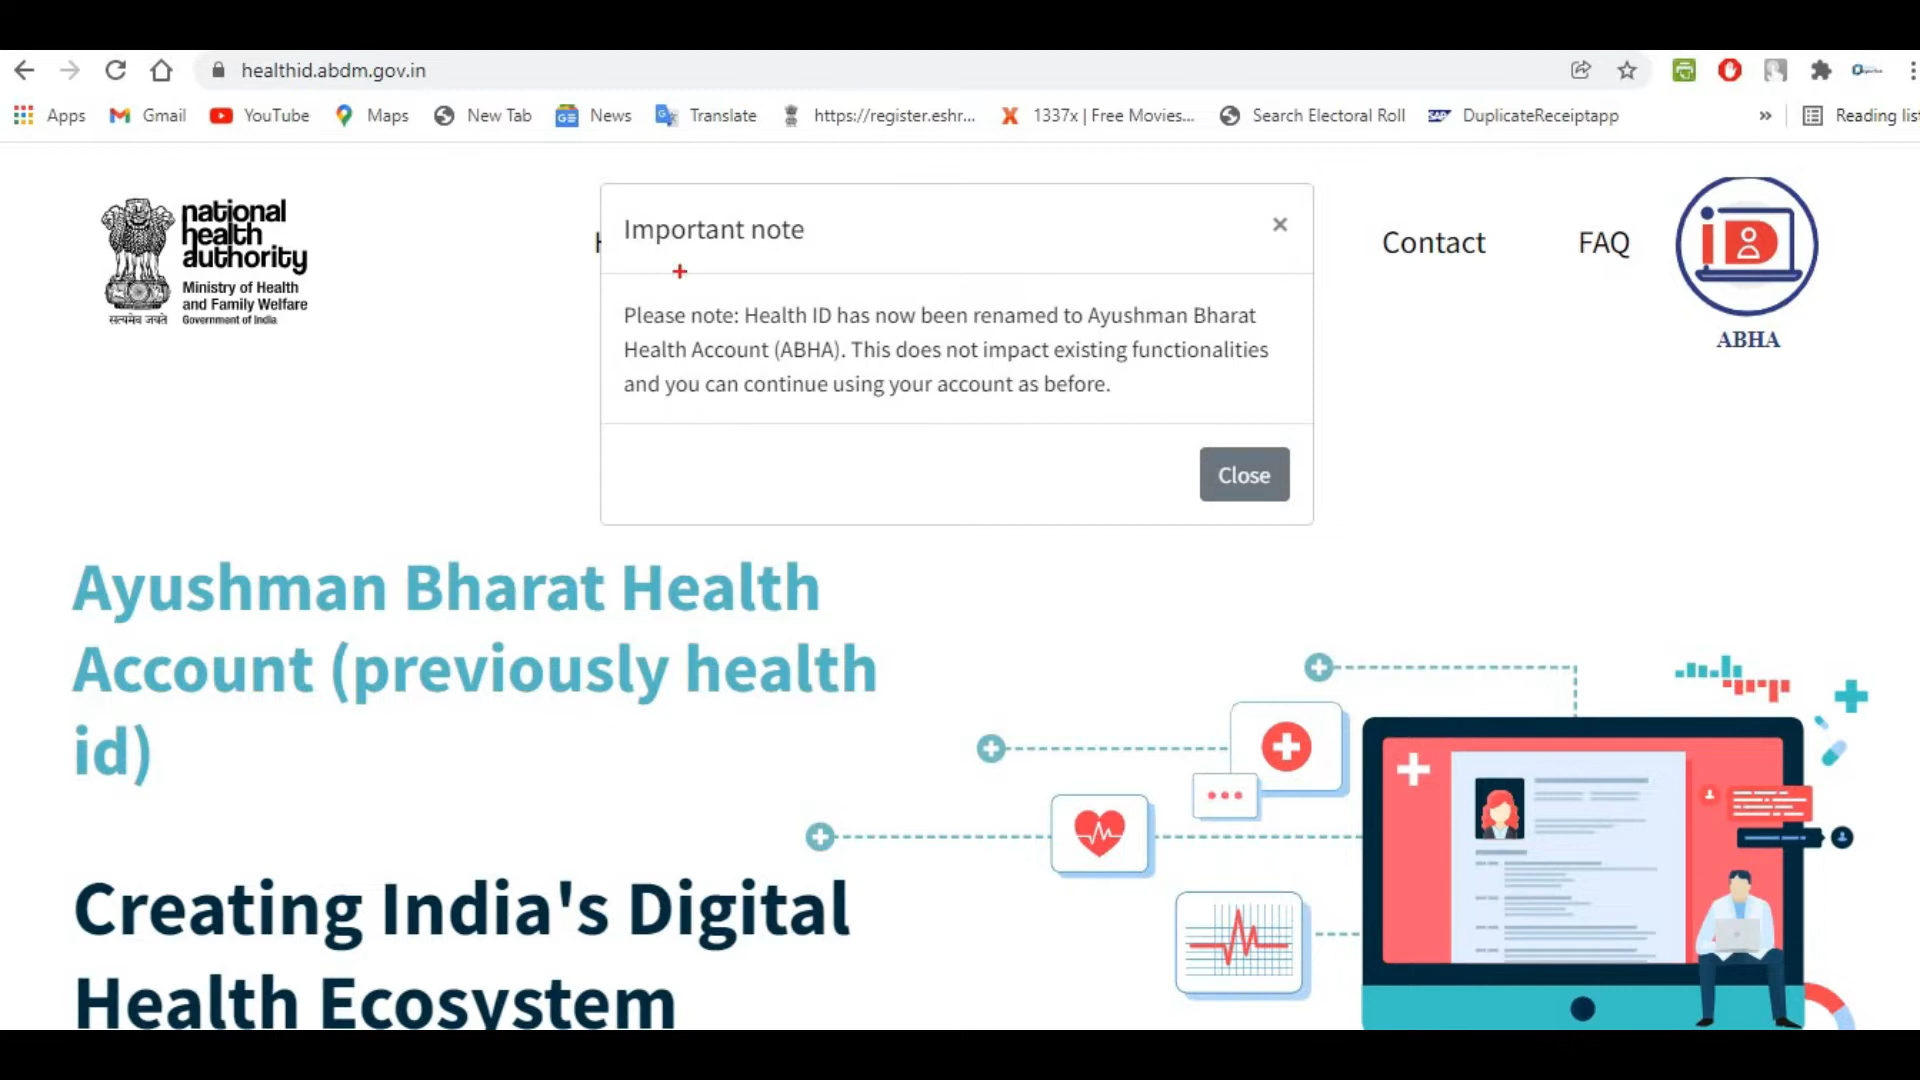 healthid.abdm.gov.in
Apps Gmail YouTube Maps New Tab News Translate https://register.eshr... 1337x | Free Movies... Search Electoral Roll DuplicateReceiptapp » Reading list
national
health
authority
Ministry of Health
and Family Welfare
Government of India
सत्यमेव जयते
Important note
×
Contact FAQ
ABHA
Please note: Health ID has now been renamed to Ayushman Bharat
Health Account (ABHA). This does not impact existing functionalities
and you can continue using your account as before.
Close
Ayushman Bharat Health
Account (previously health
id)
Creating India's Digital
Health Ecosystem